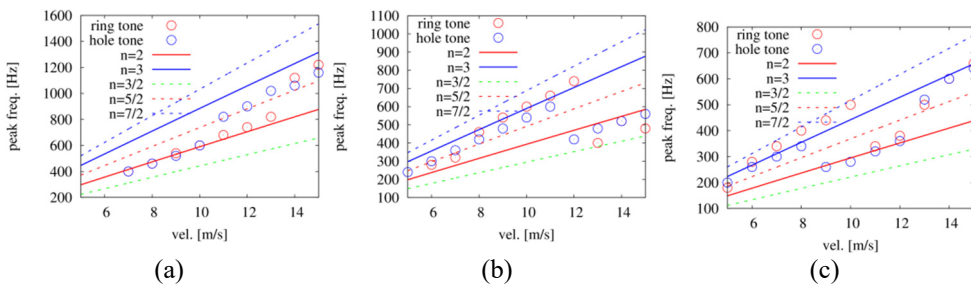 1600
1400
1200
1000
800
600
400
200
peak freq. [Hz]
ring tone
hole tone
n=2
n=3
n=3/2
n=5/2
n=7/2
6 8 10 12 14
vel. [m/s]
(a)
1100
1000
900
800
700
600
500
400
300
200
100
peak freq. [Hz]
ring tone
hole tone
n=2
n=3
n=3/2
n=5/2
n=7/2
6 8 10 12 14
vel. [m/s]
(b)
800
700
600
500
400
300
200
100
peak freq. [Hz]
ring tone
hole tone
n=2
n=3
n=3/2
n=5/2
n=7/2
6 8 10 12 14
vel. [m/s]
(c)